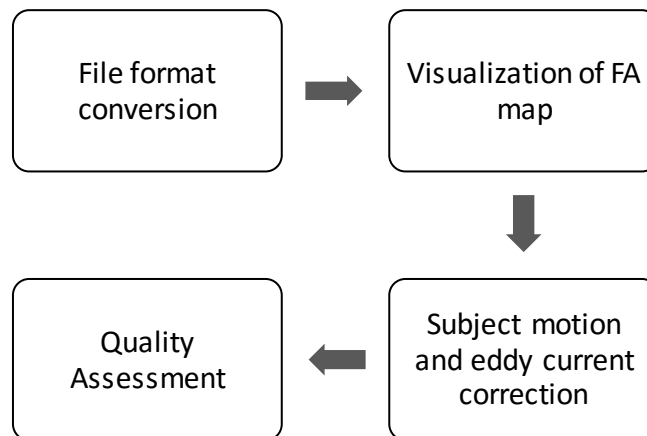 File format
conversion
Visualization of FA
map
Subject motion
and eddy current
correction
Quality
Assessment